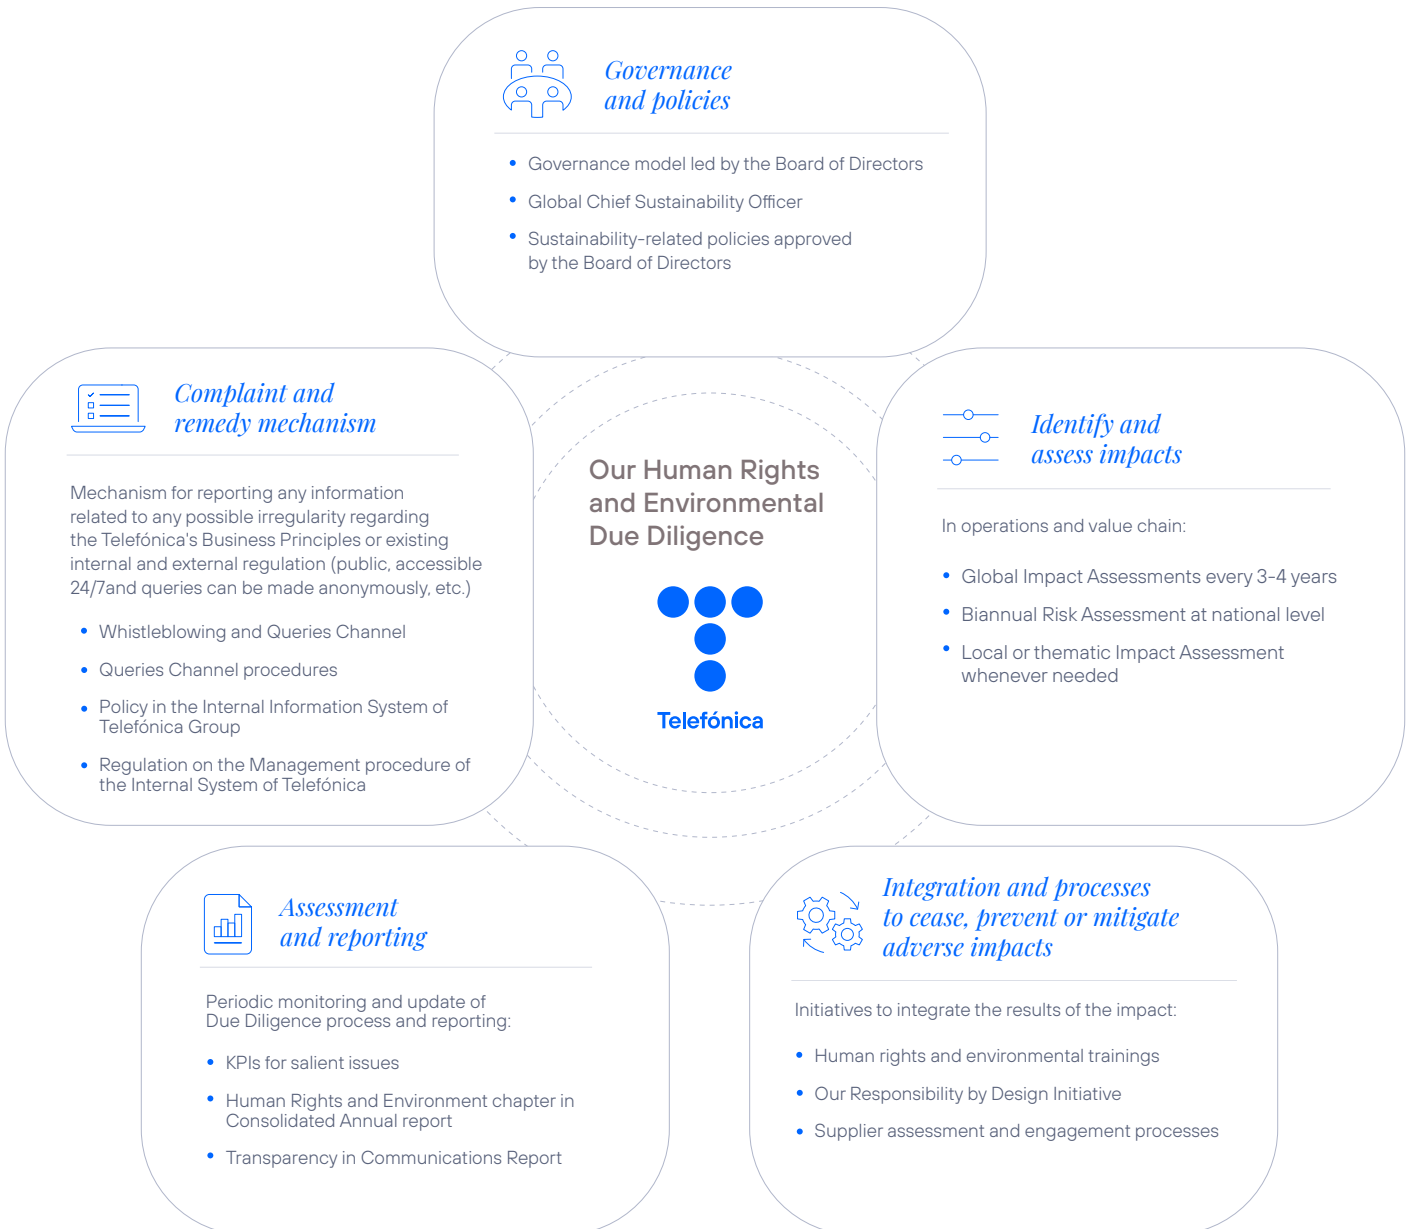 Governance
and policies
• Governance model led by the Board of Directors
• Global Chief Sustainability Officer
• Sustainability-related policies approved
by the Board of Directors
Complaint and
remedy mechanism
Mechanism for reporting any information
related to any possible irregularity regarding
the Telefónica's Business Principles or existing
internal and external regulation (public, accessible
24/7and queries can be made anonymously, etc.)
• Whistleblowing and Queries Channel
• Queries Channel procedures
• Policy in the Internal Information System of
Telefónica Group
• Regulation on the Management procedure of
the Internal System of Telefónica
Our Human Rights
and Environmental
Due Diligence
Telefónica
Identify and
assess impacts
In operations and value chain:
• Global Impact Assessments every 3-4 years
• Biannual Risk Assessment at national level
• Local or thematic Impact Assessment
whenever needed
Assessment
and reporting
Periodic monitoring and update of
Due Diligence process and reporting:
• KPIs for salient issues
• Human Rights and Environment chapter in
Consolidated Annual report
• Transparency in Communications Report
Integration and processes
to cease, prevent or mitigate
adverse impacts
Initiatives to integrate the results of the impact:
• Human rights and environmental trainings
• Our Responsibility by Design Initiative
• Supplier assessment and engagement processes